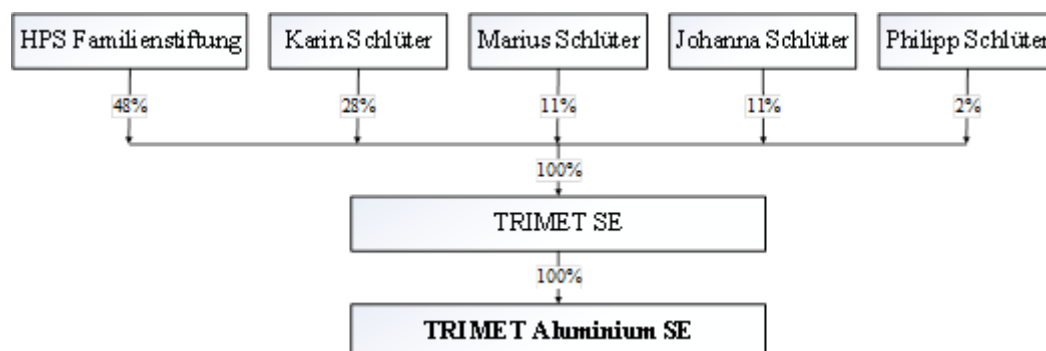 HPS Familienstiftung Karin Schlüter Marius Schlüter Johanna Schlüter Philipp Schlüter
48% 28% 11% 11% 2%
100%
TRIMET SE
100%
TRIMET Aluminium SE